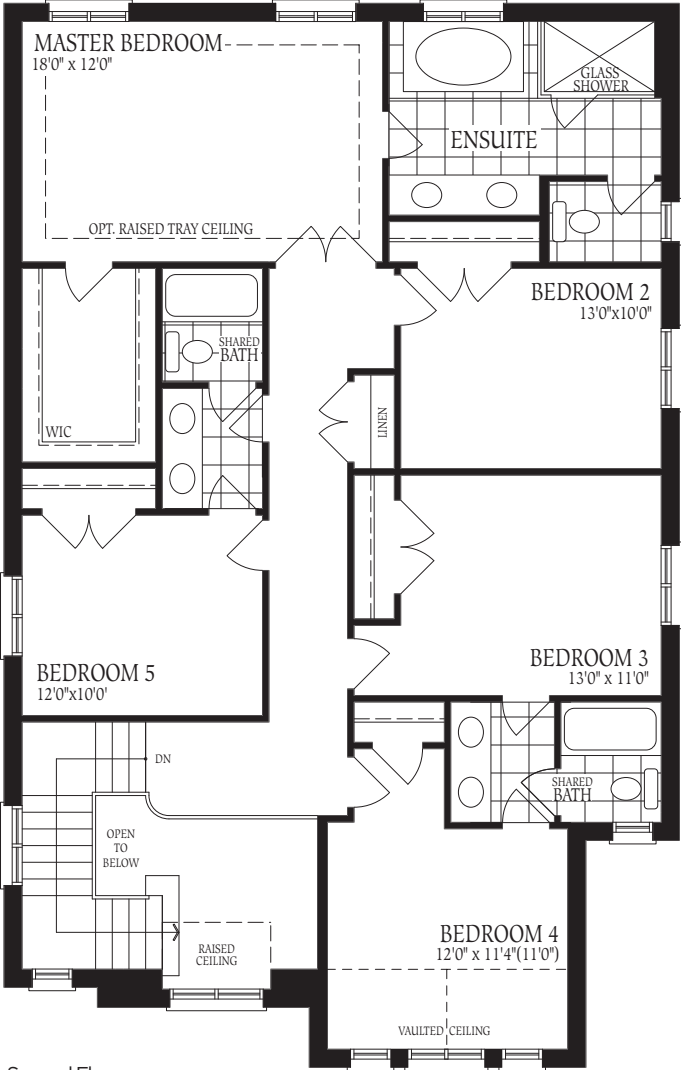 MASTER BEDROOM
18'0" x 12'0"
GLASS
SHOWER
ENSUITE
OPT. RAISED TRAY CEILING
BEDROOM 2
13'0"x10'0"
SHARED
BATH
LINEN
WIC
BEDROOM 3
13'0" x 11'0"
BEDROOM 5
12'0"x10'0'
DN
SHARED
BATH
OPEN
TO
BELOW
BEDROOM 4
12'0" x 11'4"(11'0")
RAISED
CEILING
VAULTED CEILING